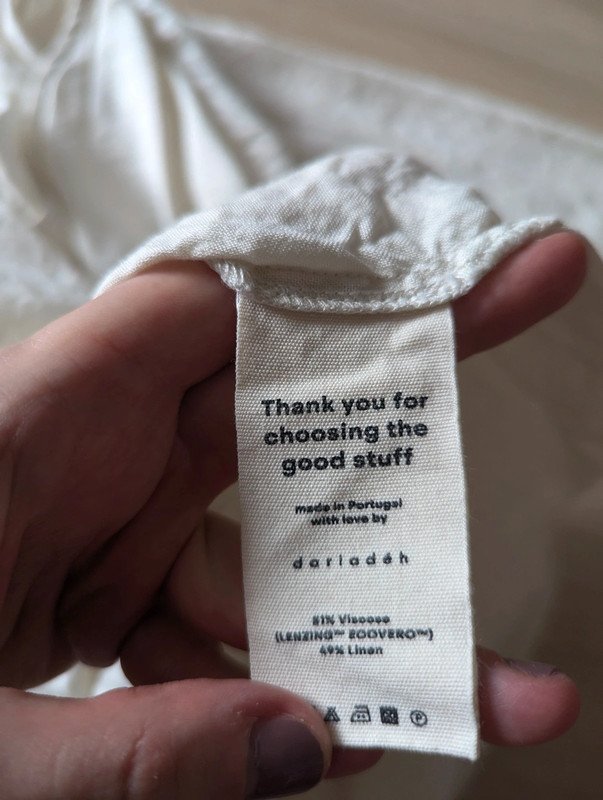 Thank you for
choosing the
good stuff
made in Portugal
with love by
dariadéh
51% Viscose
(LENZING™ ECOVERO™)
49% Linen